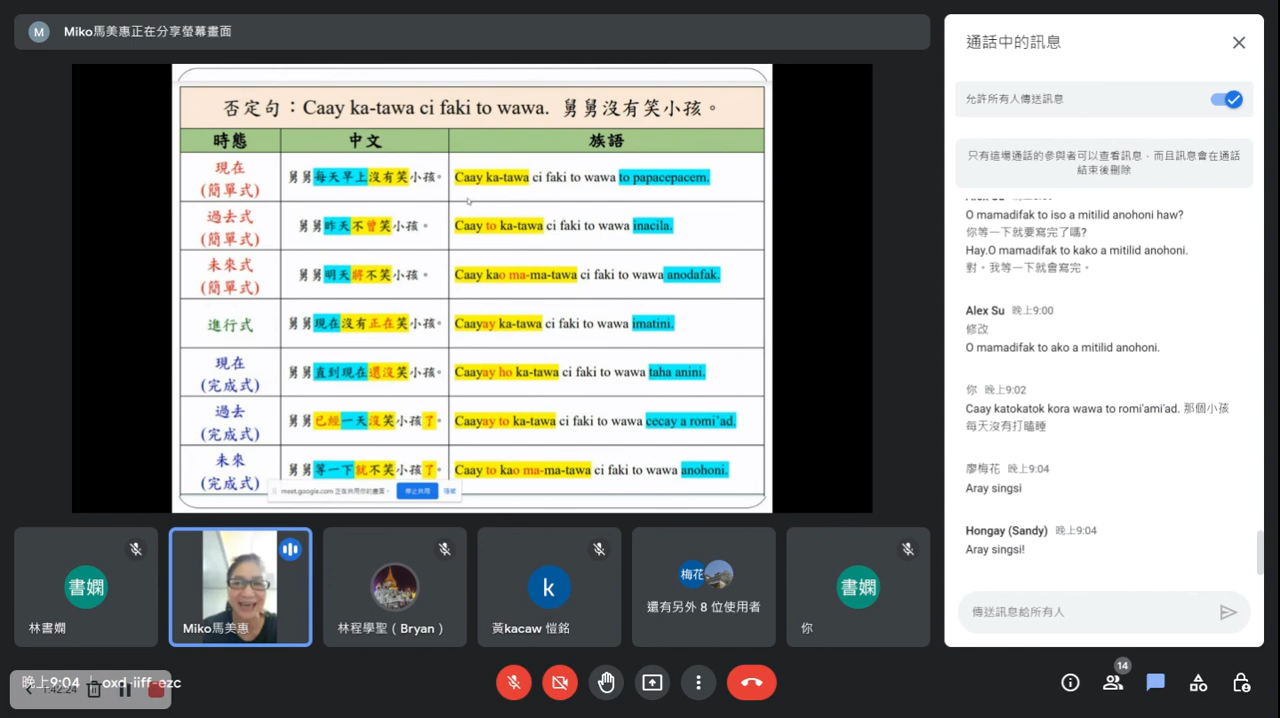 M Miko馬美惠正在分享螢幕畫面
否定句：Caay ka-tawa ci faki to wawa. 舅舅沒有笑小孩。
時態 中文 族語
現在
(簡單式)
舅舅每天早上沒有笑小孩。 Caay ka-tawa ci faki to wawa to papacepacem.
過去式
(簡單式)
舅舅昨天不曾笑小孩。 Caay to ka-tawa ci faki to wawa inacila.
未來式
(簡單式)
舅舅明天將不笑小孩。 Caay kao ma-ma-tawa ci faki to wawa anodafak.
進行式 舅舅現在沒有正在笑小孩。 Caayay ka-tawa ci faki to wawa imatini.
現在
(完成式)
舅舅直到現在還沒笑小孩。 Caayay ho ka-tawa ci faki to wawa taha anini.
過去
(完成式)
舅舅已經一天沒笑小孩了。 Caayay to ka-tawa ci faki to wawa cecay a romi'ad.
未來
(完成式)
舅舅等一下就不笑小孩了。 Caay to kao ma-ma-tawa ci faki to wawa anohoni.
meet.google.com 正在共用你的畫面。 停止共用 隱藏
書嫻
林書嫻
Miko馬美惠
林程學聖 ( Bryan )
k
黃kacaw 愷銘
梅花
還有另外 8 位使用者
書嫻
你
晚上9:04 | oxd-iiff-ezc
1:42:24
14
通話中的訊息
允許所有人傳送訊息
只有這場通話的參與者可以查看訊息，而且訊息會在通話
結束後刪除
O mamadifak to iso a mitilid anohoni haw?
你等一下就要寫完了嗎?
Hay.O mamadifak to kako a mitilid anohoni.
對。我等一下就會寫完。
Alex Su 晚上9:00
修改
O mamadifak to ako a mitilid anohoni.
你 晚上9:02
Caay katokatok kora wawa to romi'ami'ad. 那個小孩
每天沒有打瞌睡
廖梅花 晚上9:04
Aray singsi
Hongay (Sandy) 晚上9:04
Aray singsi!
傳送訊息給所有人